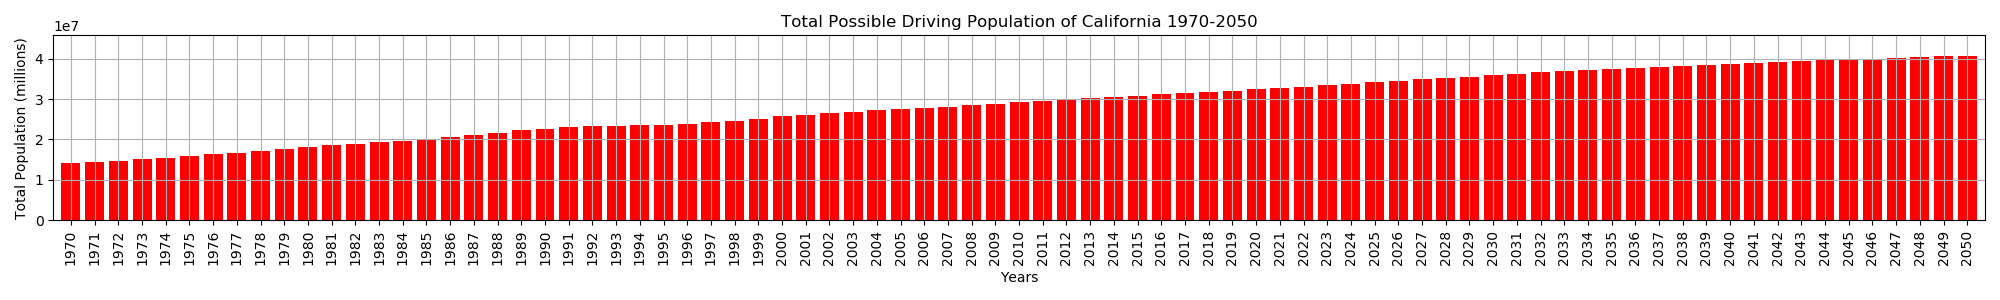 Total Possible Driving Population of California 1970-2050
1e7
Total Population (millions)
4
3
2
1
0
1970 1971 1972 1973 1974 1975 1976 1977 1978 1979 1980 1981 1982 1983 1984 1985 1986 1987 1988 1989 1990 1991 1992 1993 1994 1995 1996 1997 1998 1999 2000 2001 2002 2003 2004 2005 2006 2007 2008 2009 2010 2011 2012 2013 2014 2015 2016 2017 2018 2019 2020 2021 2022 2023 2024 2025 2026 2027 2028 2029 2030 2031 2032 2033 2034 2035 2036 2037 2038 2039 2040 2041 2042 2043 2044 2045 2046 2047 2048 2049 2050
Years